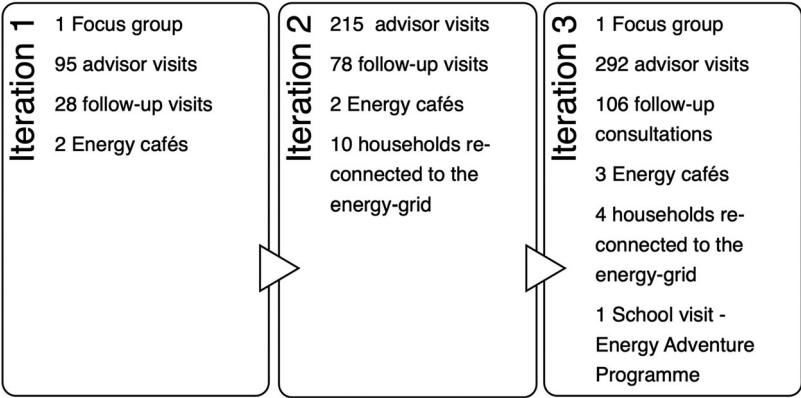 Iteration 1
1 Focus group
95 advisor visits
28 follow-up visits
2 Energy cafés
Iteration 2
215 advisor visits
78 follow-up visits
2 Energy cafés
10 households re-
connected to the
energy-grid
Iteration 3
1 Focus group
292 advisor visits
106 follow-up
consultations
3 Energy cafés
4 households re-
connected to the
energy-grid
1 School visit -
Energy Adventure
Programme